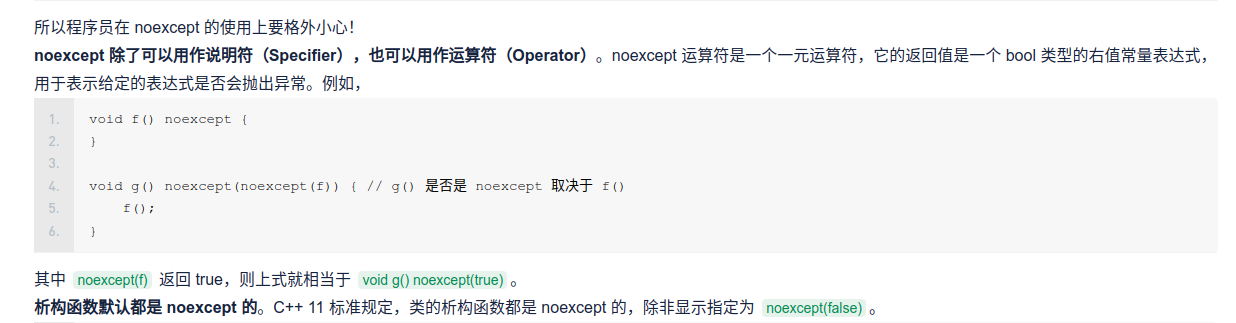 所以程序员在 noexcept 的使用上要格外小心！
noexcept 除了可以用作说明符（Specifier），也可以用作运算符（Operator）。noexcept 运算符是一个一元运算符，它的返回值是一个 bool 类型的右值常量表达式，
用于表示给定的表达式是否会抛出异常。例如，
1. void f() noexcept {
2. }
3.
4. void g() noexcept(noexcept(f)) { // g() 是否是 noexcept 取决于 f()
5.     f();
6. }
其中 noexcept(f) 返回 true，则上式就相当于 void g() noexcept(true) 。
析构函数默认都是 noexcept 的。C++ 11 标准规定，类的析构函数都是 noexcept 的，除非显示指定为 noexcept(false) 。